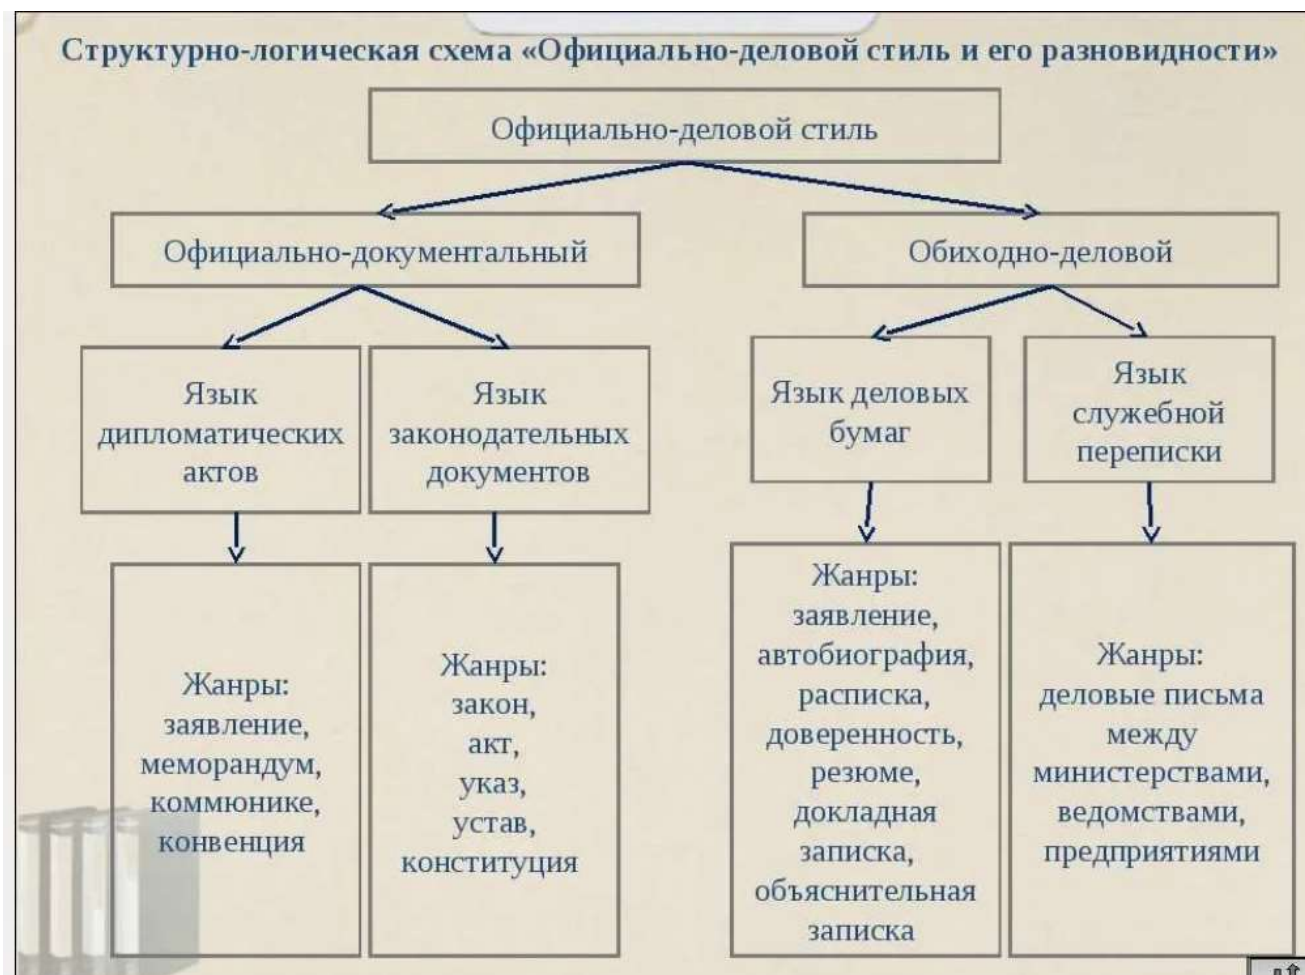 Структурно-логическая схема «Официально-деловой стиль и его разновидности»
Официально-деловой стиль
Официально-документальный
Обиходно-деловой
Язык
дипломатических
актов
Язык
законодательных
документов
Язык деловых
бумаг
Язык
служебной
переписки
Жанры:
заявление,
меморандум,
коммюнике,
конвенция
Жанры:
закон,
акт,
указ,
устав,
конституция
Жанры:
заявление,
автобиография,
расписка,
доверенность,
резюме,
докладная
записка,
объяснительная
записка
Жанры:
деловые письма
между
министерствами,
ведомствами,
предприятиями